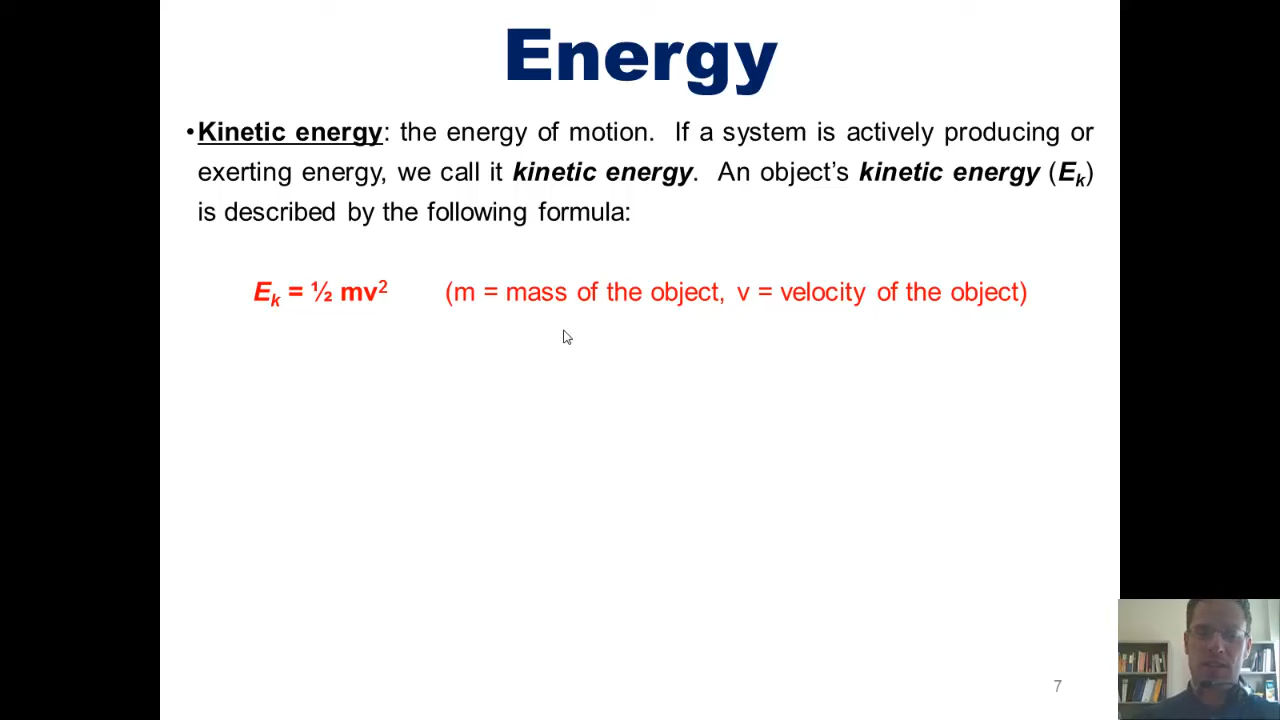 Energy
•Kinetic energy: the energy of motion. If a system is actively producing or
exerting energy, we call it kinetic energy. An object’s kinetic energy (Ek)
is described by the following formula:
Ek = ½ mv² (m = mass of the object, v = velocity of the object)
7